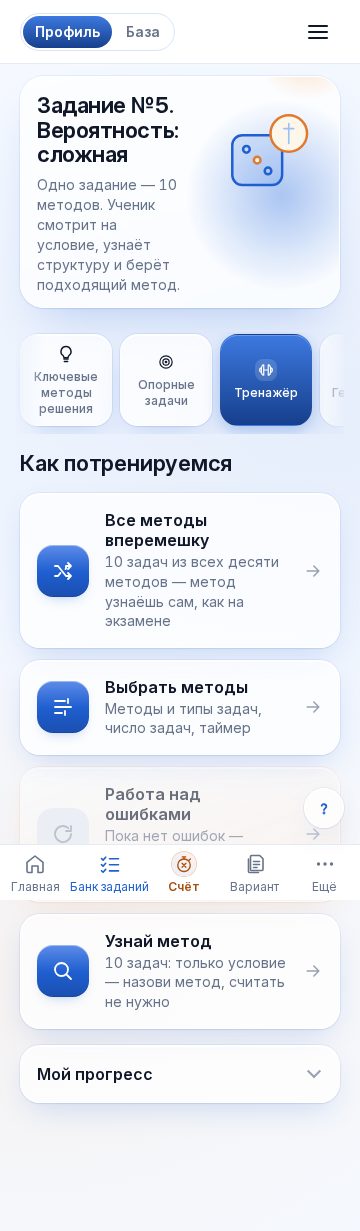 Профиль База
Задание №5.
Вероятность:
сложная
Одно задание — 10
методов. Ученик
смотрит на
условие, узнаёт
структуру и берёт
подходящий метод.
Ключевые
методы
решения
Опорные
задачи
Тренажёр
Ге
Как потренируемся
Все методы
вперемешку
10 задач из всех десяти
методов — метод
узнаёшь сам, как на
экзамене
Выбрать методы
Методы и типы задач,
число задач, таймер
Работа над
ошибками
Пока нет ошибок —
?
Главная Банк заданий Счёт Вариант Ещё
Узнай метод
10 задач: только условие
— назови метод, считать
не нужно
Мой прогресс